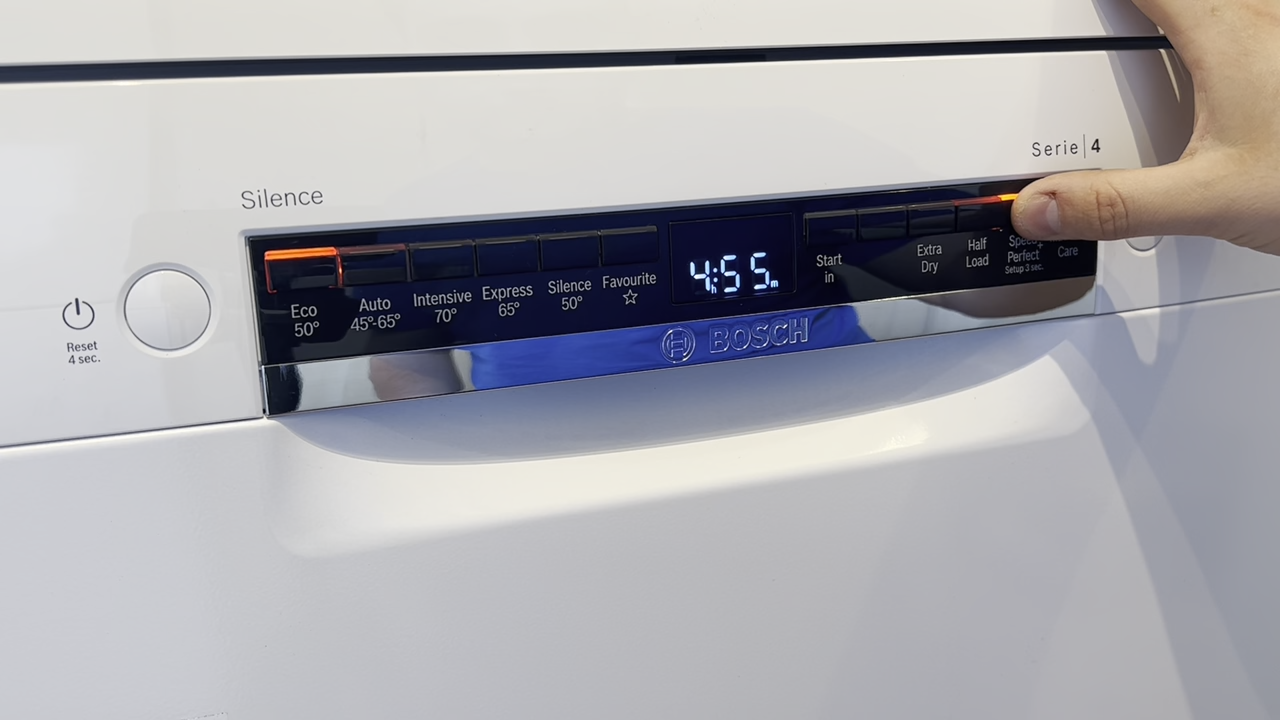 Serie | 4
Silence
Reset
4 sec.
Eco
50°
Auto
45°-65°
Intensive
70°
Express
65°
Silence
50°
Favourite
4:55
h m
Start
in
Extra
Dry
Half
Load
Speed+
Perfect
Setup 3 sec.
Care
BOSCH